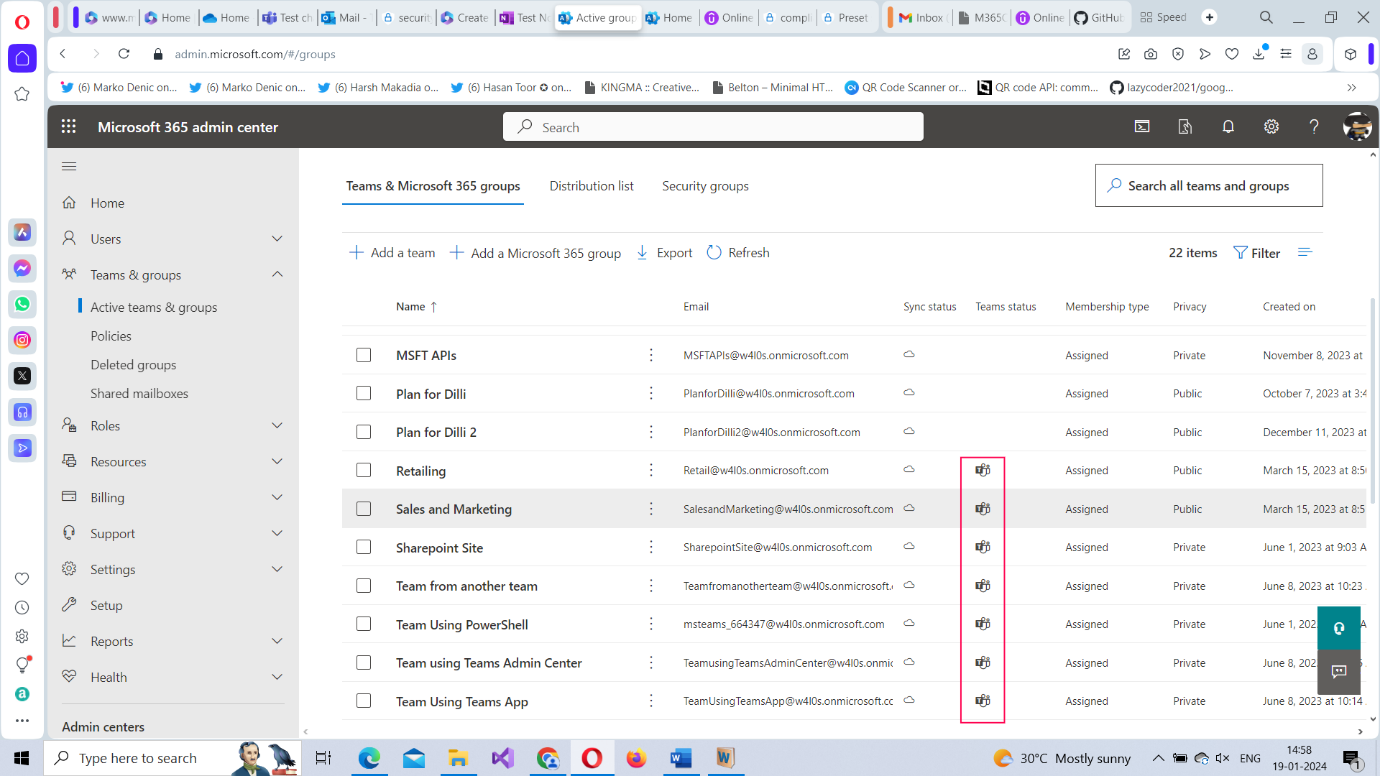 www.n
Home
Home
Test ch
Mail -
securit
Create
Test No
Active group
Home
Online
compl
Preset
Inbox (
M365C
Online
GitHub
Speed
admin.microsoft.com/#/groups
(6) Marko Denic on...
(6) Marko Denic on...
(6) Harsh Makadia o...
(6) Hasan Toor ✪ on...
KINGMA :: Creative...
Belton – Minimal HT...
QR Code Scanner or...
QR code API: comm...
lazycoder2021/goog...
Microsoft 365 admin center
Search
Home
Users
Teams & groups
Active teams & groups
Policies
Deleted groups
Shared mailboxes
Roles
Resources
Billing
Support
Settings
Setup
Reports
Health
Admin centers
Teams & Microsoft 365 groups Distribution list Security groups
Search all teams and groups
Add a team Add a Microsoft 365 group Export Refresh 22 items Filter
Name ↑ Email Sync status Teams status Membership type Privacy Created on
MSFT APIs MSFTAPIs@w4l0s.onmicrosoft.com Assigned Private November 8, 2023 at
Plan for Dilli PlanforDilli@w4l0s.onmicrosoft.com Assigned Public October 7, 2023 at 3:4
Plan for Dilli 2 PlanforDilli2@w4l0s.onmicrosoft.com Assigned Public December 11, 2023 at
Retailing Retail@w4l0s.onmicrosoft.com Assigned Public March 15, 2023 at 8:50
Sales and Marketing SalesandMarketing@w4l0s.onmicrosoft.com Assigned Public March 15, 2023 at 8:5
Sharepoint Site SharepointSite@w4l0s.onmicrosoft.com Assigned Private June 1, 2023 at 9:03 A
Team from another team Teamfromanotherteam@w4l0s.onmicrosoft. Assigned Private June 8, 2023 at 10:23
Team Using PowerShell msteams_664347@w4l0s.onmicrosoft.com Assigned Private June 1, 202 A
Team using Teams Admin Center TeamusingTeamsAdminCenter@w4l0s.onmic Assigned Private June 8, 202
Team Using Teams App TeamUsingTeamsApp@w4l0s.onmicrosoft.cc Assigned Private June 8, 2023 at 10:14
Type here to search
30°C Mostly sunny
ENG
14:58
19-01-2024
1